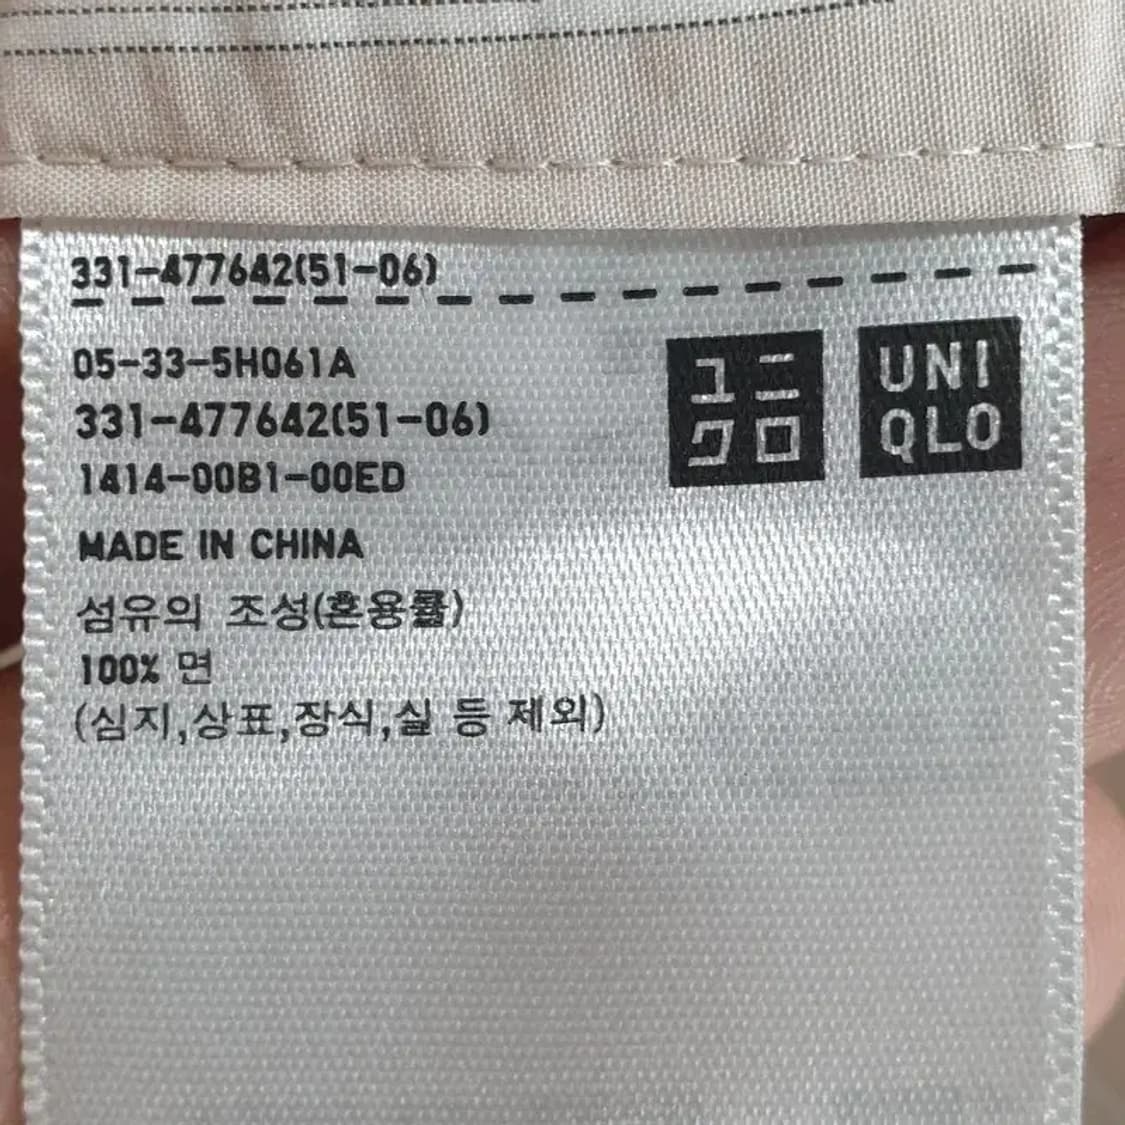 331-477642(51-06)
05-33-5H061A
331-477642(51-06)
1414-00B1-00ED
ユニ
クロ
UNI
QLO
MADE IN CHINA
섬유의 조성(혼용률)
100% 면
(심지,상표,장식,실 등 제외)